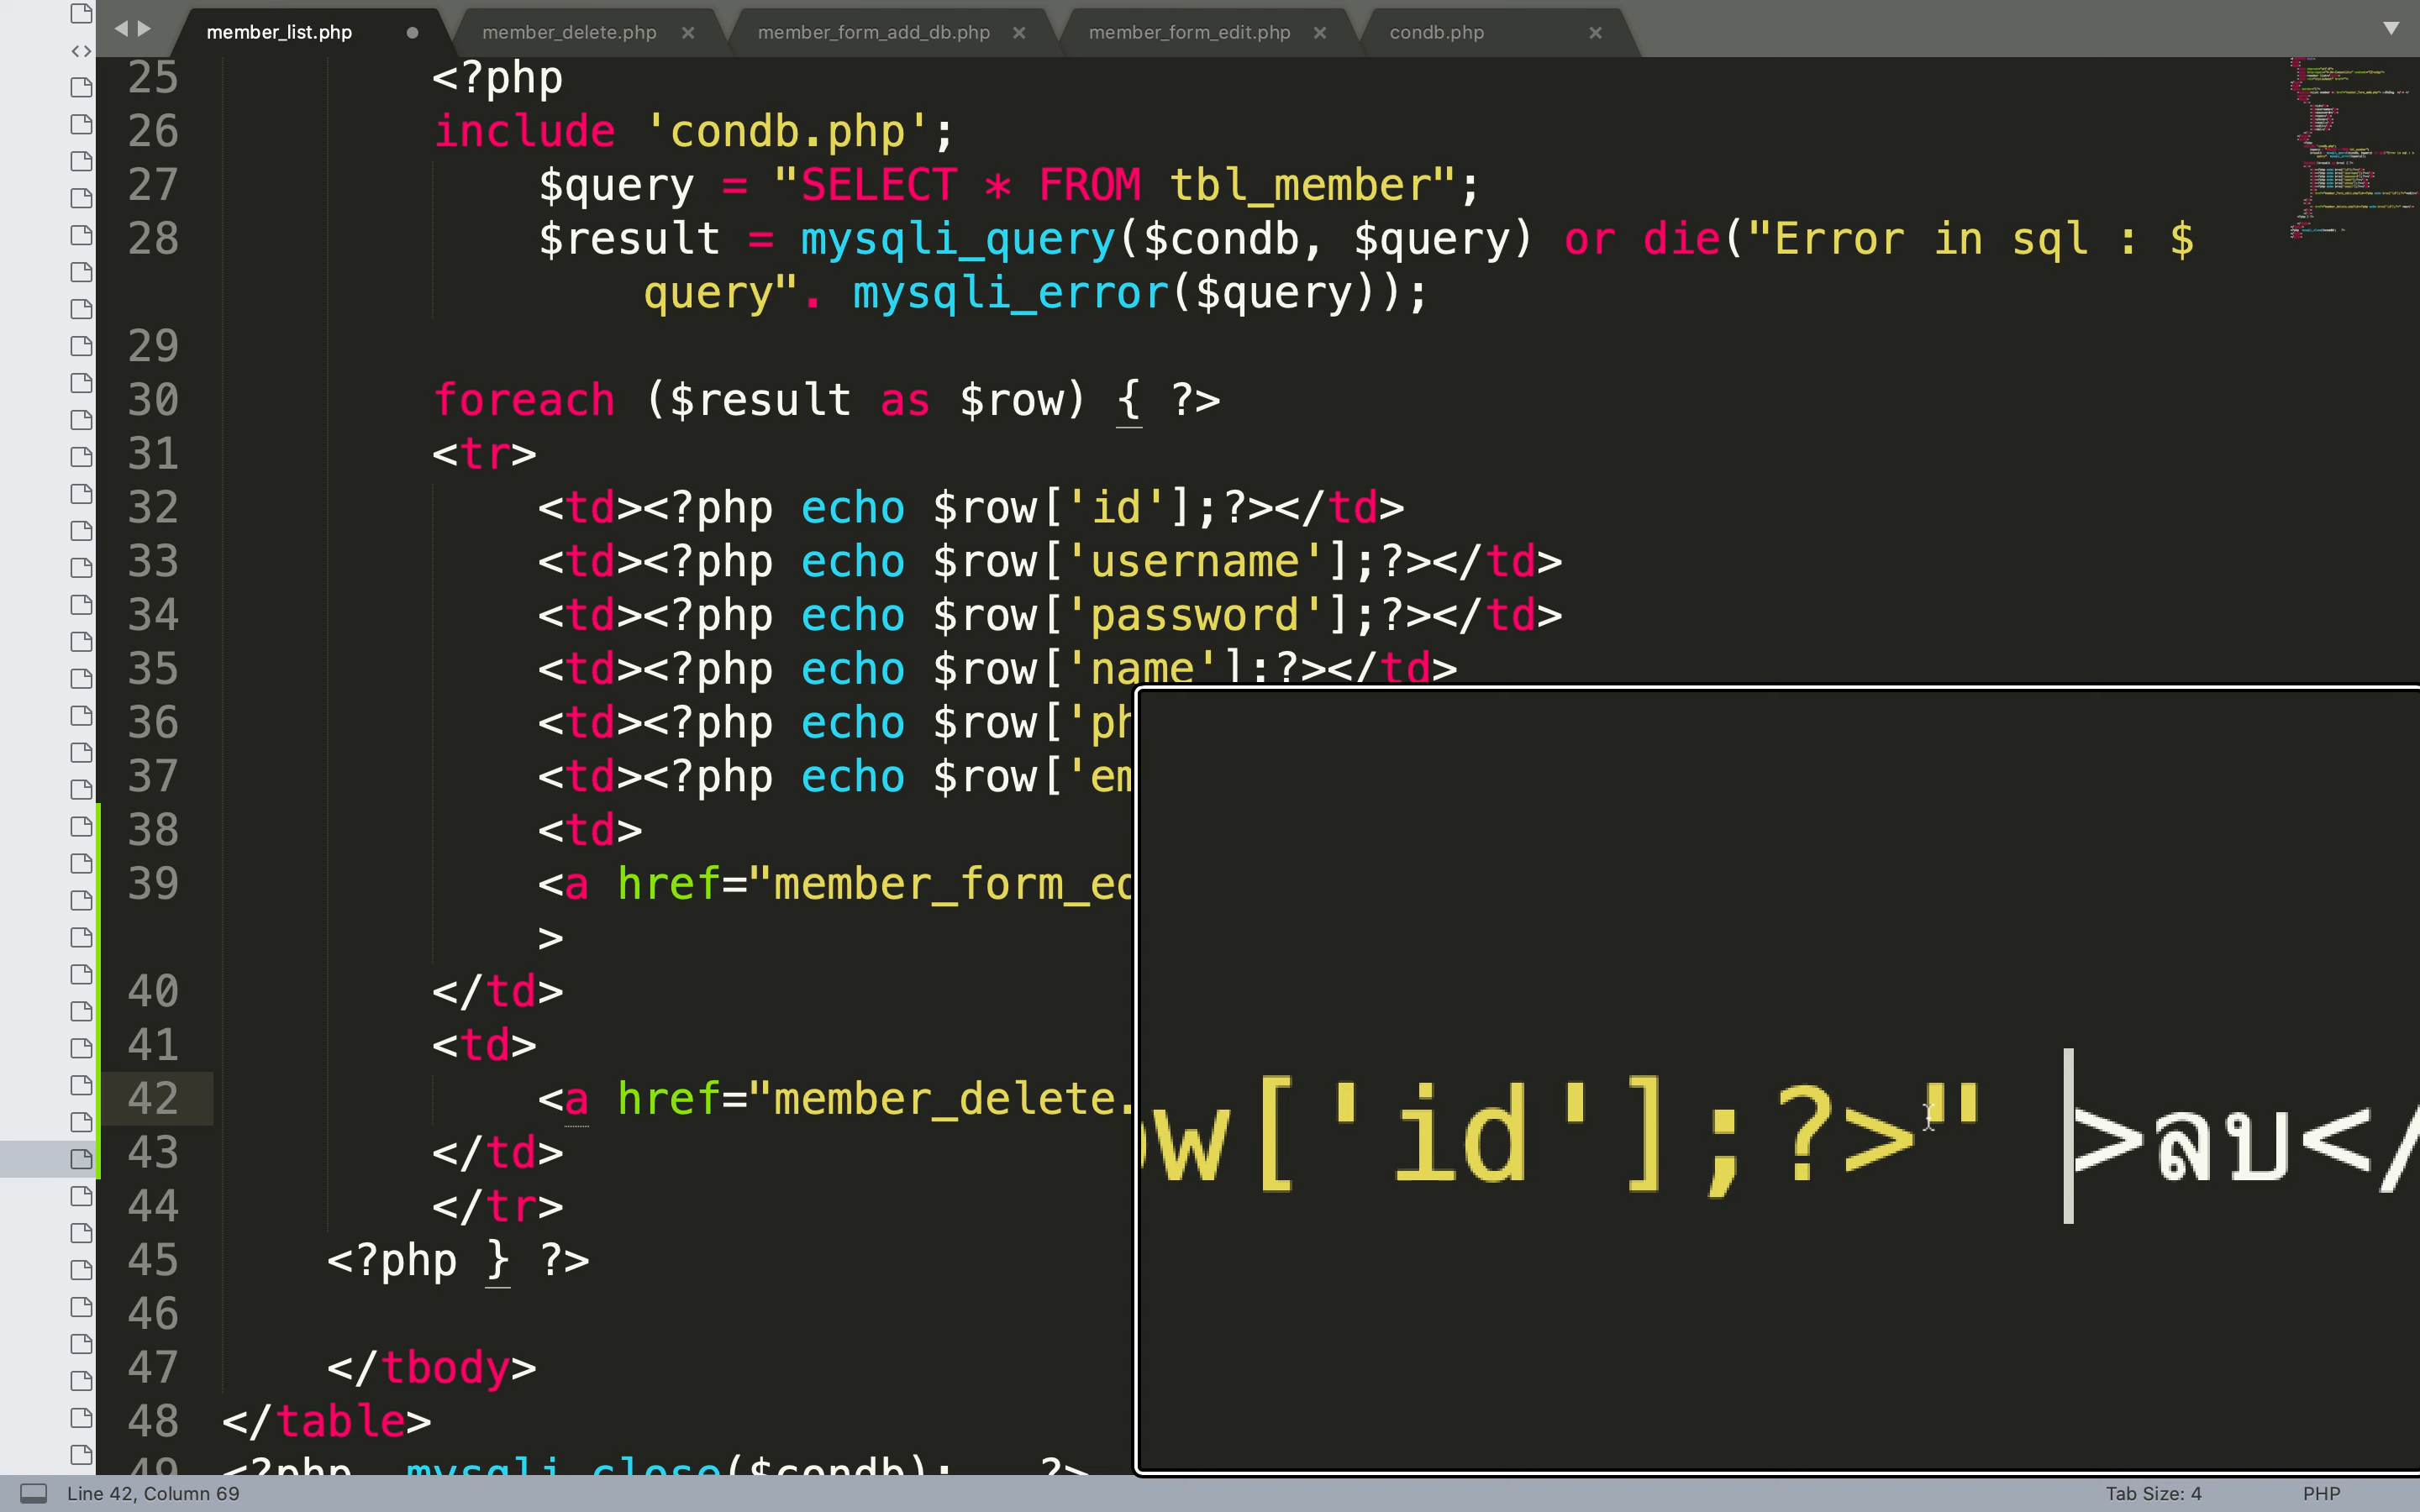 member_list.php member_delete.php member_form_add_db.php member_form_edit.php condb.php
25 <?php
26 include 'condb.php';
27 $query = "SELECT * FROM tbl_member";
28 $result = mysqli_query($condb, $query) or die("Error in sql : $
query". mysqli_error($query));
29
30 foreach ($result as $row) { ?>
31 <tr>
32 <td><?php echo $row['id'];?></td>
33 <td><?php echo $row['username'];?></td>
34 <td><?php echo $row['password'];?></td>
35 <td><?php echo $row['name'];?></td>
36 <td><?php echo $row['ph
37 <td><?php echo $row['em
38 <td>
39 <a href="member_form_ed
>
40 </td>
41 <td>
42 <a href="member_delete.
ow['id'];?>" >ลบ</
43 </td>
44 </tr>
45 <?php } ?>
46
47 </tbody>
48 </table>
49 <?php mysqli_close($condb); ?>
Line 42, Column 69 Tab Size: 4 PHP